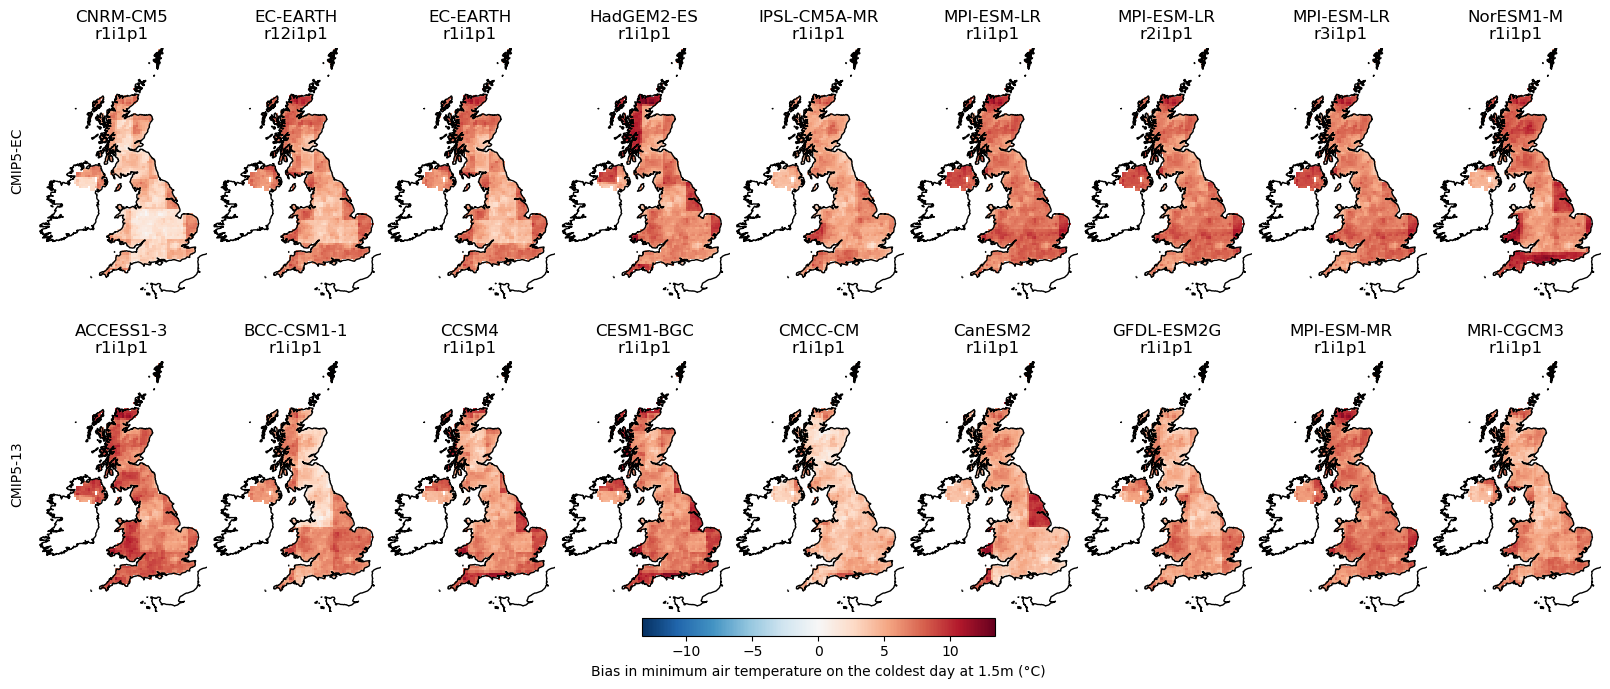 CNRM-CM5
r1i1p1
EC-EARTH
r12i1p1
EC-EARTH
r1i1p1
HadGEM2-ES
r1i1p1
IPSL-CM5A-MR
r1i1p1
MPI-ESM-LR
r1i1p1
MPI-ESM-LR
r2i1p1
MPI-ESM-LR
r3i1p1
NorESM1-M
r1i1p1
CMIP5-EC
ACCESS1-3
r1i1p1
BCC-CSM1-1
r1i1p1
CCSM4
r1i1p1
CESM1-BGC
r1i1p1
CMCC-CM
r1i1p1
CanESM2
r1i1p1
GFDL-ESM2G
r1i1p1
MPI-ESM-MR
r1i1p1
MRI-CGCM3
r1i1p1
CMIP5-13
−10 −5 0 5 10
Bias in minimum air temperature on the coldest day at 1.5m (°C)